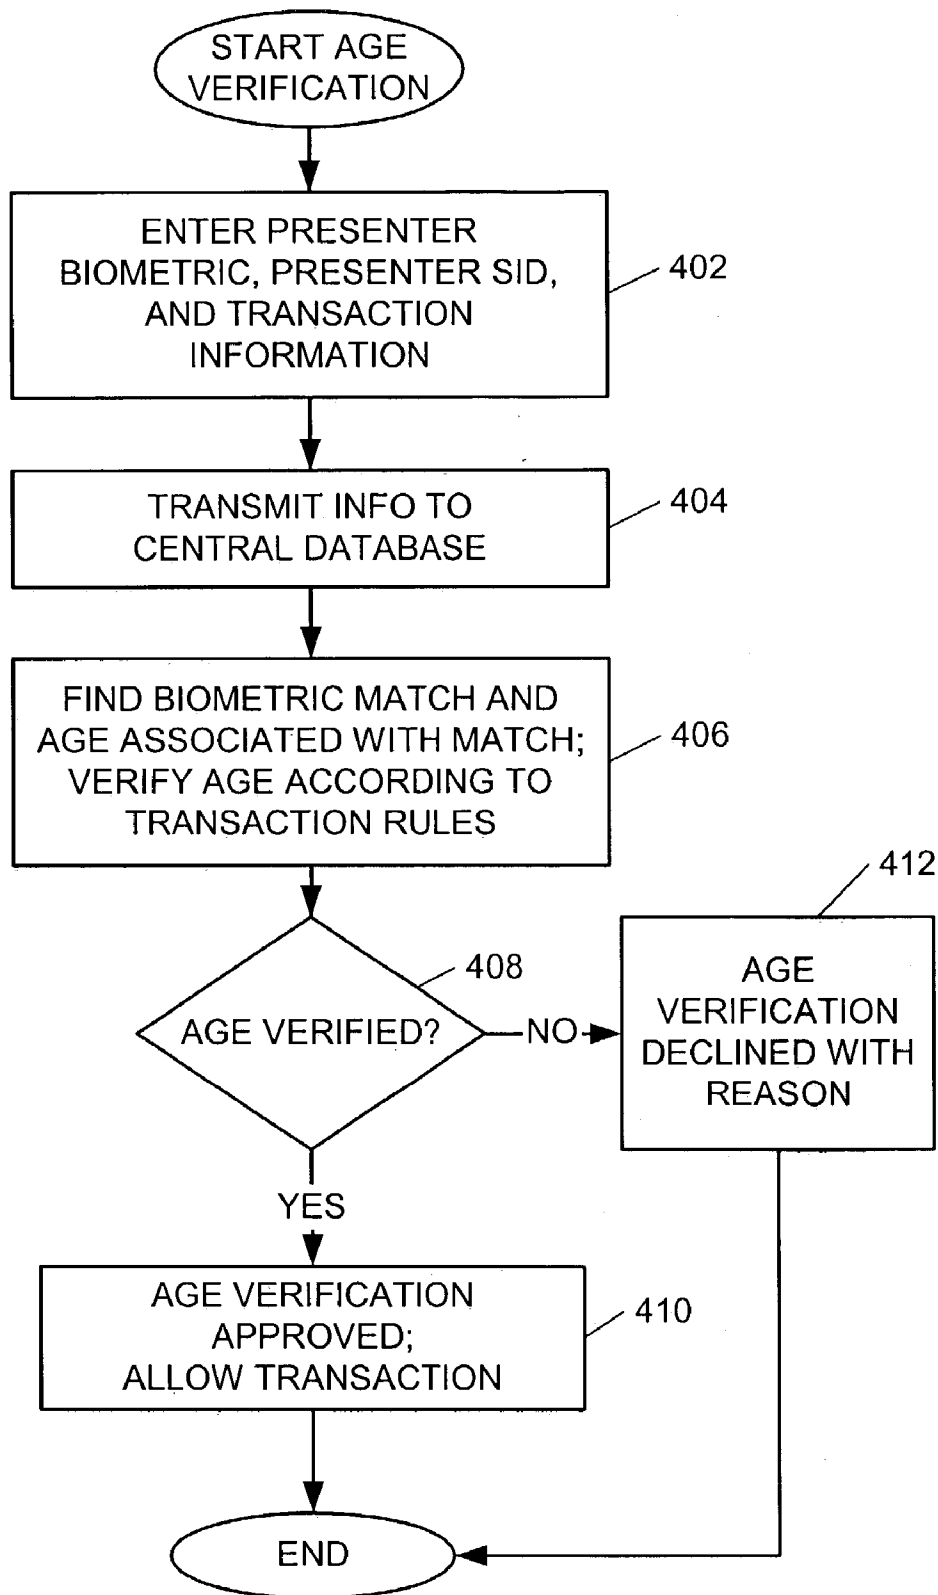 START AGE
VERIFICATION
ENTER PRESENTER
BIOMETRIC, PRESENTER SID,
AND TRANSACTION
INFORMATION
402
TRANSMIT INFO TO
CENTRAL DATABASE
404
FIND BIOMETRIC MATCH AND
AGE ASSOCIATED WITH MATCH;
VERIFY AGE ACCORDING TO
TRANSACTION RULES
406
AGE VERIFIED?
408
NO
AGE
VERIFICATION
DECLINED WITH
REASON
412
YES
AGE VERIFICATION
APPROVED;
ALLOW TRANSACTION
410
END